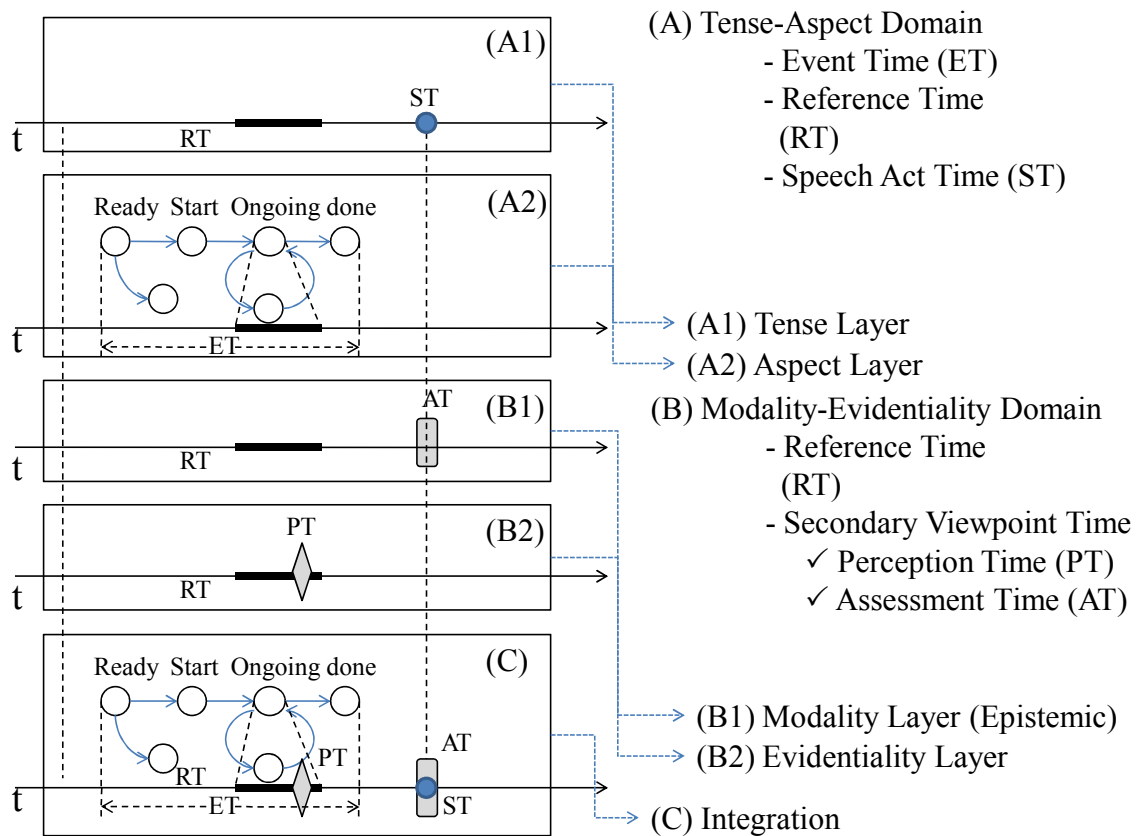 (A1)
ST
RT
t
(A2)
Ready Start Ongoing done
ET
t
(B1)
AT
RT
t
(B2)
PT
RT
t
(C)
Ready Start Ongoing done
PT
AT
RT
ST
ET
t
(A) Tense-Aspect Domain
- Event Time (ET)
- Reference Time
(RT)
- Speech Act Time (ST)
(A1) Tense Layer
(A2) Aspect Layer
(B) Modality-Evidentiality Domain
- Reference Time
(RT)
- Secondary Viewpoint Time
✓ Perception Time (PT)
✓ Assessment Time (AT)
(B1) Modality Layer (Epistemic)
(B2) Evidentiality Layer
(C) Integration